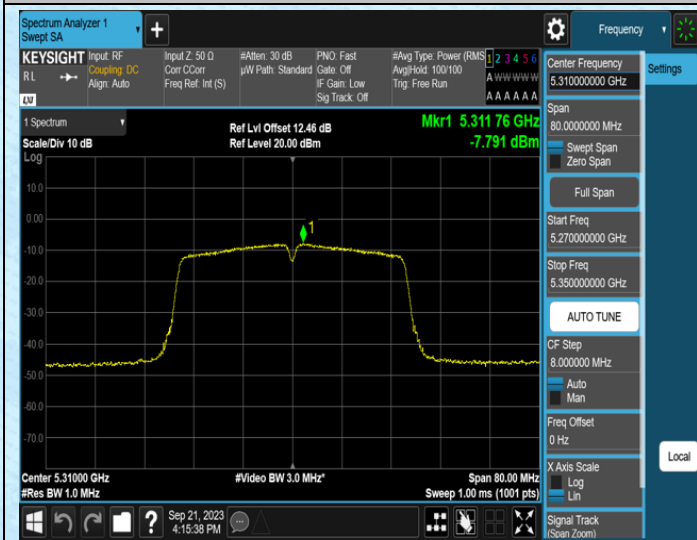 Spectrum Analyzer 1
Swept SA
+
Frequency
KEYSIGHT
Input: RF
Coupling: DC
Align: Auto
Input Z: 50 Ω
Corr CCorr
Freq Ref: Int (S)
#Atten: 30 dB
µW Path: Standard
PNO: Fast
Gate: Off
IF Gain: Low
Sig Track: Off
#Avg Type: Power (RMS
Avg|Hold: 100/100
Trig: Free Run
1 2 3 4 5 6
A W W W W W
A A A A A A
R L
LXI
1 Spectrum
Scale/Div 10 dB
Log
Ref Lvl Offset 12.46 dB
Ref Level 20.00 dBm
Mkr1 5.311 76 GHz
-7.791 dBm
10.0
0.00
-10.0
-20.0
-30.0
-40.0
-50.0
-60.0
-70.0
1
Center 5.31000 GHz
#Res BW 1.0 MHz
#Video BW 3.0 MHz*
Span 80.00 MHz
Sweep 1.00 ms (1001 pts)
Sep 21, 2023
4:15:38 PM
?
Center Frequency
5.310000000 GHz
Span
80.0000000 MHz
Swept Span
Zero Span
Full Span
Start Freq
5.270000000 GHz
Stop Freq
5.350000000 GHz
AUTO TUNE
CF Step
8.000000 MHz
Auto
Man
Freq Offset
0 Hz
X Axis Scale
Log
Lin
Signal Track
(Span Zoom)
Settings
Local